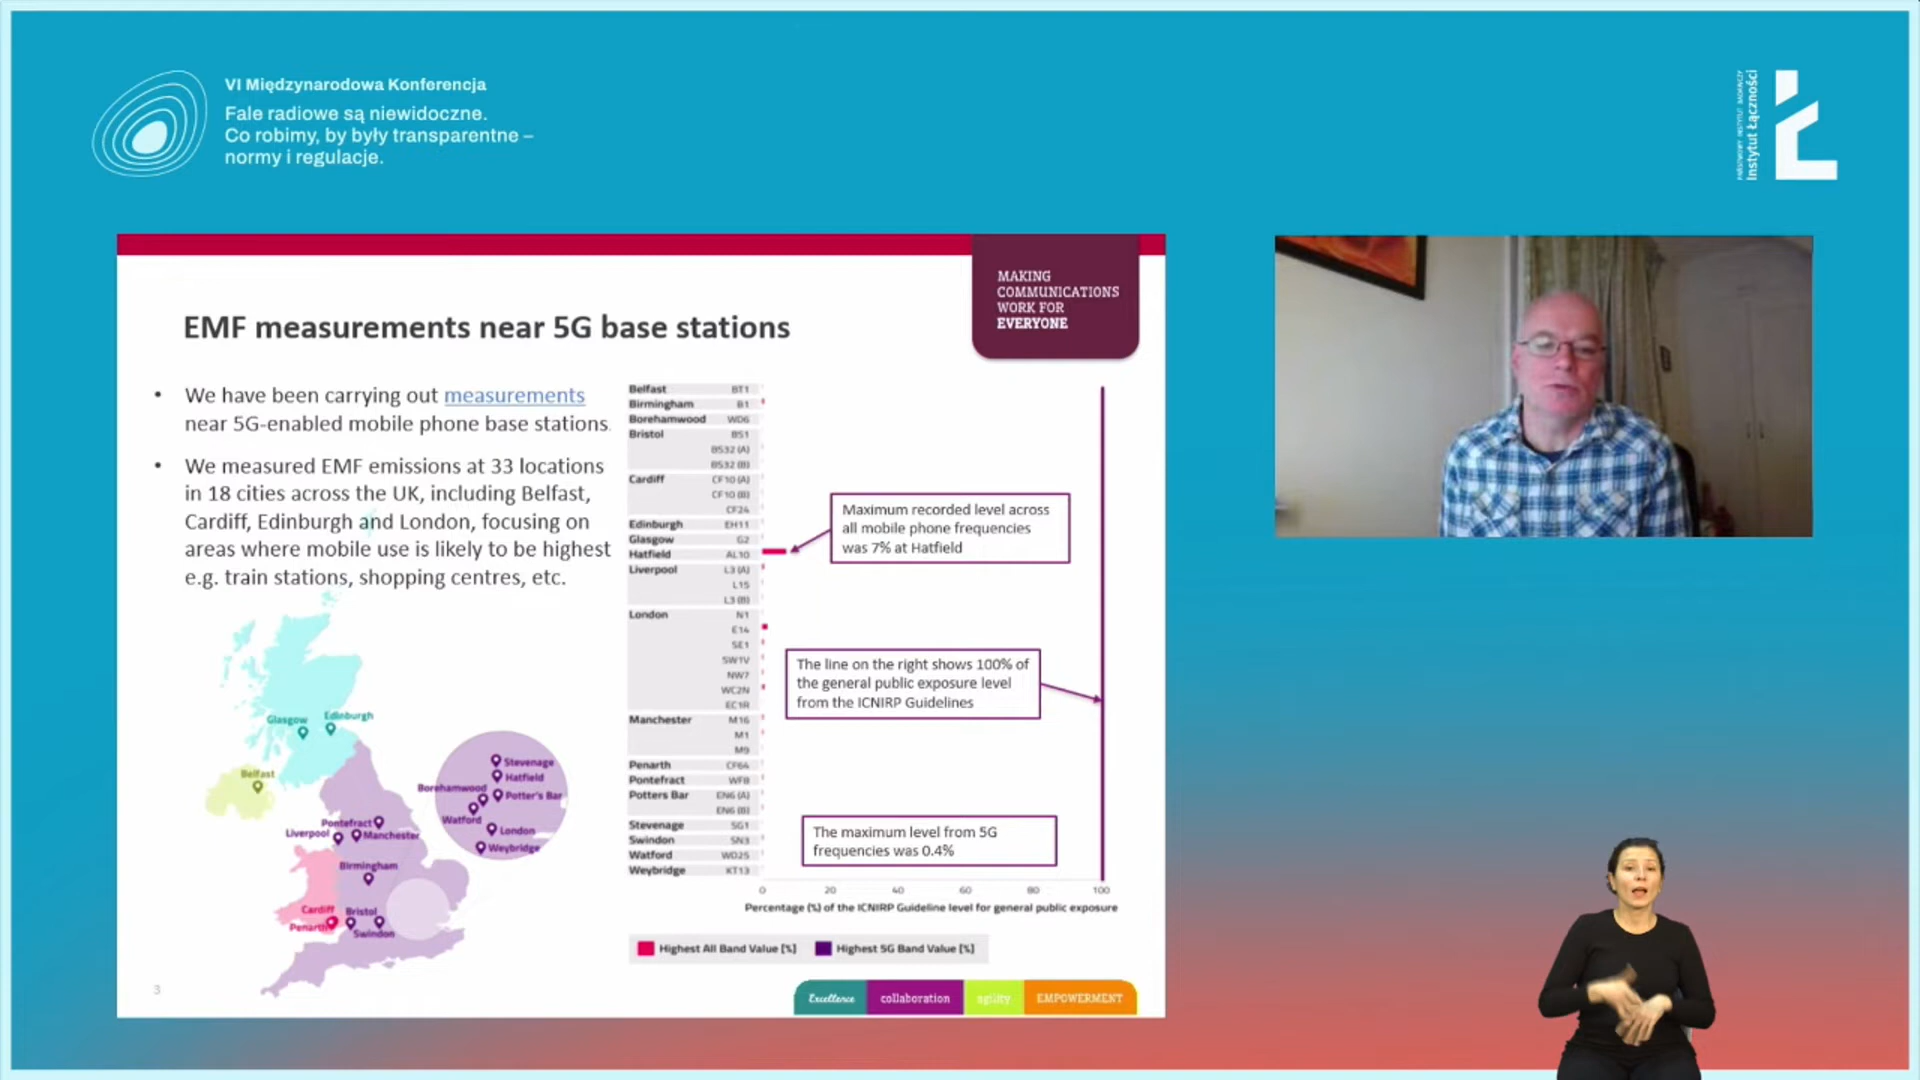 VI Międzynarodowa Konferencja
Fale radiowe są niewidoczne.
Co robimy, by były transparentne –
normy i regulacje.
PAŃSTWOWY INSTYTUT BADAWCZY
Instytut Łączności
MAKING
COMMUNICATIONS
WORK FOR
EVERYONE
EMF measurements near 5G base stations
• We have been carrying out measurements
near 5G-enabled mobile phone base stations.
• We measured EMF emissions at 33 locations
in 18 cities across the UK, including Belfast,
Cardiff, Edinburgh and London, focusing on
areas where mobile use is likely to be highest
e.g. train stations, shopping centres, etc.
Glasgow
Edinburgh
Belfast
Stevenage
Hatfield
Borehamwood
Potter's Bar
Watford
London
Weybridge
Pontefract
Liverpool
Manchester
Birmingham
Cardiff
Bristol
Penarth
Swindon
3
Belfast BT1
Birmingham B1
Borehamwood WD6
Bristol BS1
BS32 (A)
BS32 (B)
Cardiff CF10 (A)
CF10 (B)
CF24
Edinburgh EH11
Glasgow G2
Hatfield AL10
Liverpool L3 (A)
L15
L3 (B)
London N1
E14
SE1
SW1V
NW7
WC2N
EC1R
Manchester M16
M1
M9
Penarth CF64
Pontefract WF8
Potters Bar EN6 (A)
EN6 (B)
Stevenage SG1
Swindon SN3
Watford WD25
Weybridge KT13
Maximum recorded level across
all mobile phone frequencies
was 7% at Hatfield
The line on the right shows 100% of
the general public exposure level
from the ICNIRP Guidelines
The maximum level from 5G
frequencies was 0.4%
0 20 40 60 80 100
Percentage (%) of the ICNIRP Guideline level for general public exposure
Highest All Band Value [%] Highest 5G Band Value [%]
Excellence collaboration agility EMPOWERMENT